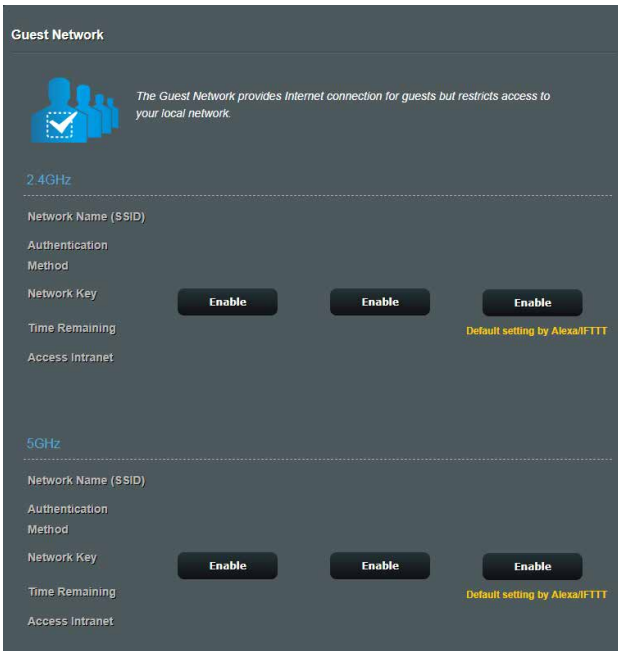 Guest Network
The Guest Network provides Internet connection for guests but restricts access to
your local network.
2.4GHz
Network Name (SSID)
Authentication
Method
Network Key
Enable Enable Enable
Time Remaining
Default setting by Alexa/IFTTT
Access Intranet
5GHz
Network Name (SSID)
Authentication
Method
Network Key
Enable Enable Enable
Time Remaining
Default setting by Alexa/IFTTT
Access Intranet